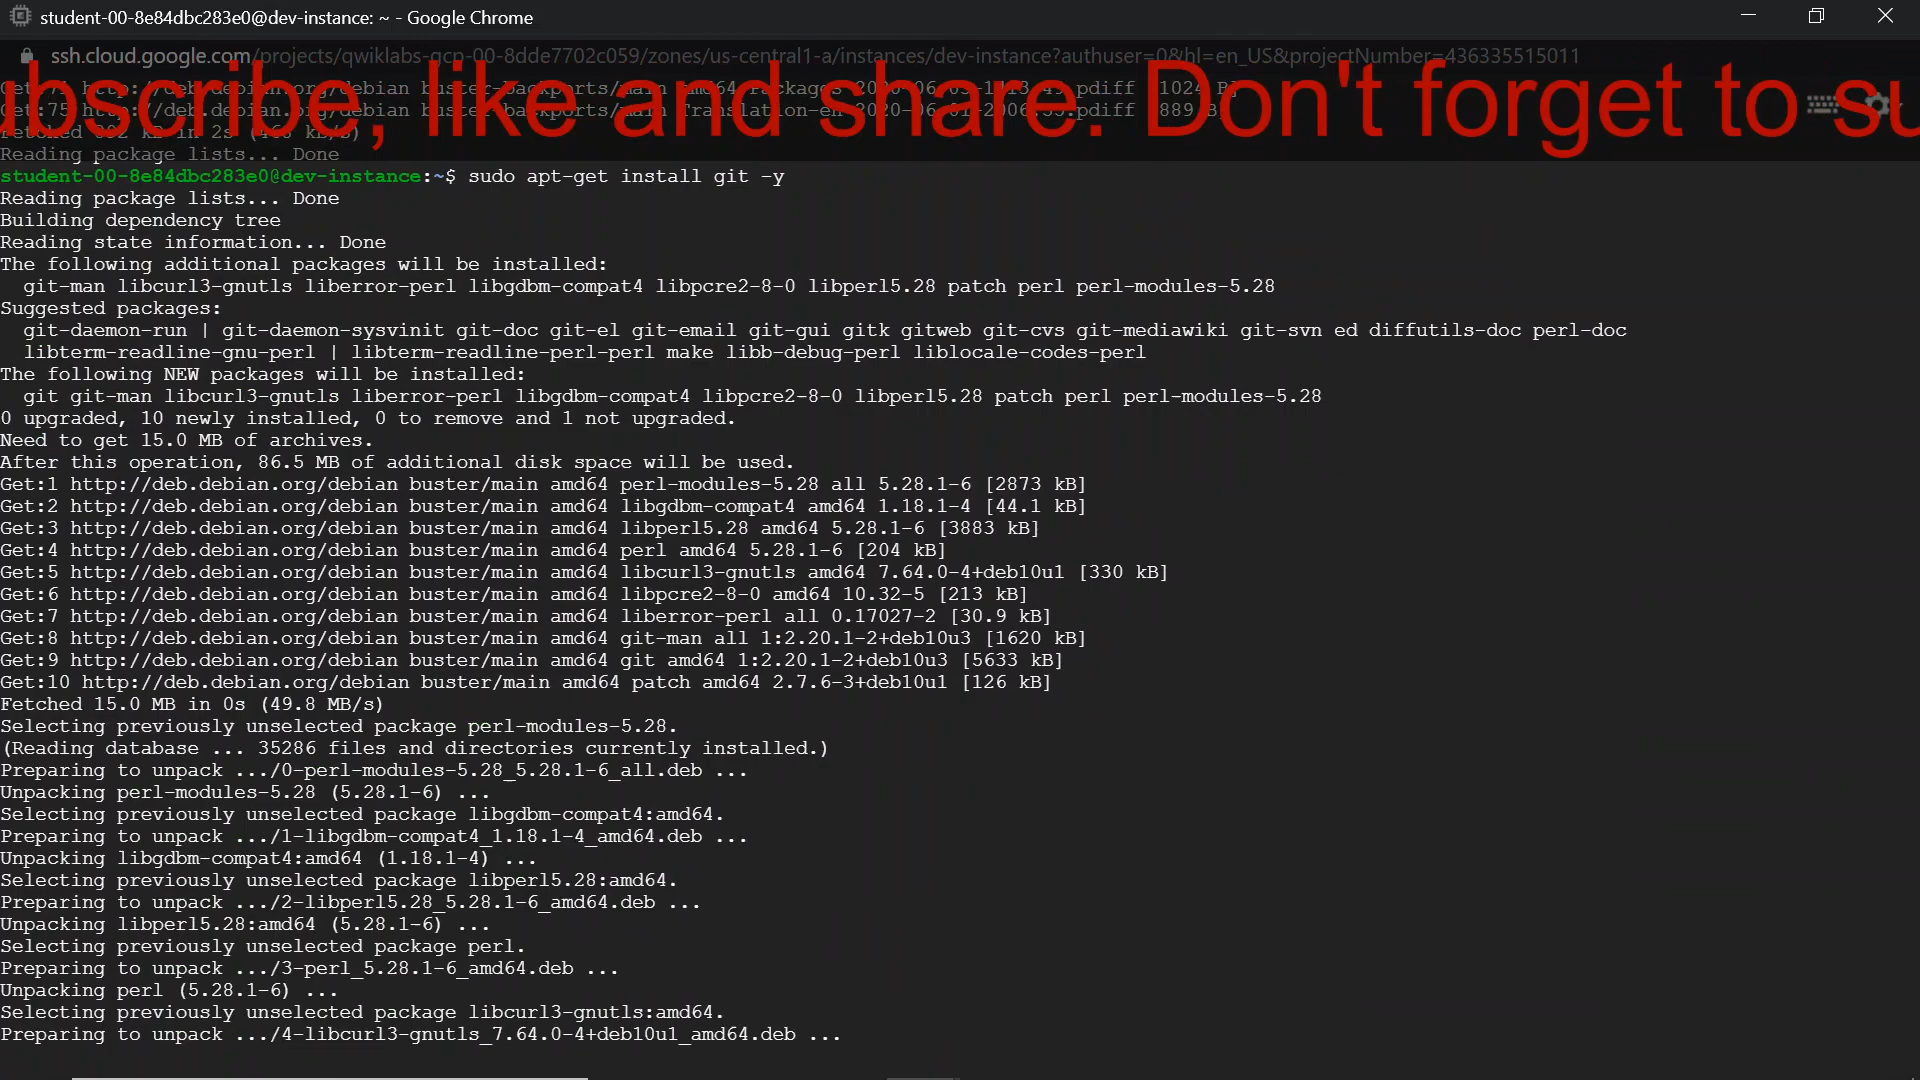 student-00-8e84dbc283e0@dev-instance: ~ - Google Chrome
ssh.cloud.google.com/projects/qwiklabs-gcp-00-8dde7702c059/zones/us-central1-a/instances/dev-instance?authuser=0&hl=en_US&projectNumber=436335515011
bscribe, like and share. Don't forget to su
Reading package lists... Done
student-00-8e84dbc283e0@dev-instance:~$ sudo apt-get install git -y
Reading package lists... Done
Building dependency tree
Reading state information... Done
The following additional packages will be installed:
  git-man libcurl3-gnutls liberror-perl libgdbm-compat4 libpcre2-8-0 libperl5.28 patch perl perl-modules-5.28
Suggested packages:
  git-daemon-run | git-daemon-sysvinit git-doc git-el git-email git-gui gitk gitweb git-cvs git-mediawiki git-svn ed diffutils-doc perl-doc
  libterm-readline-gnu-perl | libterm-readline-perl-perl make libb-debug-perl liblocale-codes-perl
The following NEW packages will be installed:
  git git-man libcurl3-gnutls liberror-perl libgdbm-compat4 libpcre2-8-0 libperl5.28 patch perl perl-modules-5.28
0 upgraded, 10 newly installed, 0 to remove and 1 not upgraded.
Need to get 15.0 MB of archives.
After this operation, 86.5 MB of additional disk space will be used.
Get:1 http://deb.debian.org/debian buster/main amd64 perl-modules-5.28 all 5.28.1-6 [2873 kB]
Get:2 http://deb.debian.org/debian buster/main amd64 libgdbm-compat4 amd64 1.18.1-4 [44.1 kB]
Get:3 http://deb.debian.org/debian buster/main amd64 libperl5.28 amd64 5.28.1-6 [3883 kB]
Get:4 http://deb.debian.org/debian buster/main amd64 perl amd64 5.28.1-6 [204 kB]
Get:5 http://deb.debian.org/debian buster/main amd64 libcurl3-gnutls amd64 7.64.0-4+deb10u1 [330 kB]
Get:6 http://deb.debian.org/debian buster/main amd64 libpcre2-8-0 amd64 10.32-5 [213 kB]
Get:7 http://deb.debian.org/debian buster/main amd64 liberror-perl all 0.17027-2 [30.9 kB]
Get:8 http://deb.debian.org/debian buster/main amd64 git-man all 1:2.20.1-2+deb10u3 [1620 kB]
Get:9 http://deb.debian.org/debian buster/main amd64 git amd64 1:2.20.1-2+deb10u3 [5633 kB]
Get:10 http://deb.debian.org/debian buster/main amd64 patch amd64 2.7.6-3+deb10u1 [126 kB]
Fetched 15.0 MB in 0s (49.8 MB/s)
Selecting previously unselected package perl-modules-5.28.
(Reading database ... 35286 files and directories currently installed.)
Preparing to unpack .../0-perl-modules-5.28_5.28.1-6_all.deb ...
Unpacking perl-modules-5.28 (5.28.1-6) ...
Selecting previously unselected package libgdbm-compat4:amd64.
Preparing to unpack .../1-libgdbm-compat4_1.18.1-4_amd64.deb ...
Unpacking libgdbm-compat4:amd64 (1.18.1-4) ...
Selecting previously unselected package libperl5.28:amd64.
Preparing to unpack .../2-libperl5.28_5.28.1-6_amd64.deb ...
Unpacking libperl5.28:amd64 (5.28.1-6) ...
Selecting previously unselected package perl.
Preparing to unpack .../3-perl_5.28.1-6_amd64.deb ...
Unpacking perl (5.28.1-6) ...
Selecting previously unselected package libcurl3-gnutls:amd64.
Preparing to unpack .../4-libcurl3-gnutls_7.64.0-4+deb10u1_amd64.deb ...